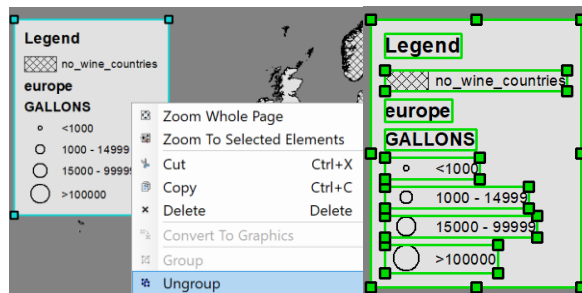 Legend
no_wine_countries
europe
GALLONS
<1000
1000 - 14999
15000 - 99999
>100000
Zoom Whole Page
Zoom To Selected Elements
Cut Ctrl+X
Copy Ctrl+C
Delete Delete
Convert To Graphics
Group
Ungroup
Legend
no_wine_countries
europe
GALLONS
<1000
1000 - 14999
15000 - 99999
>100000